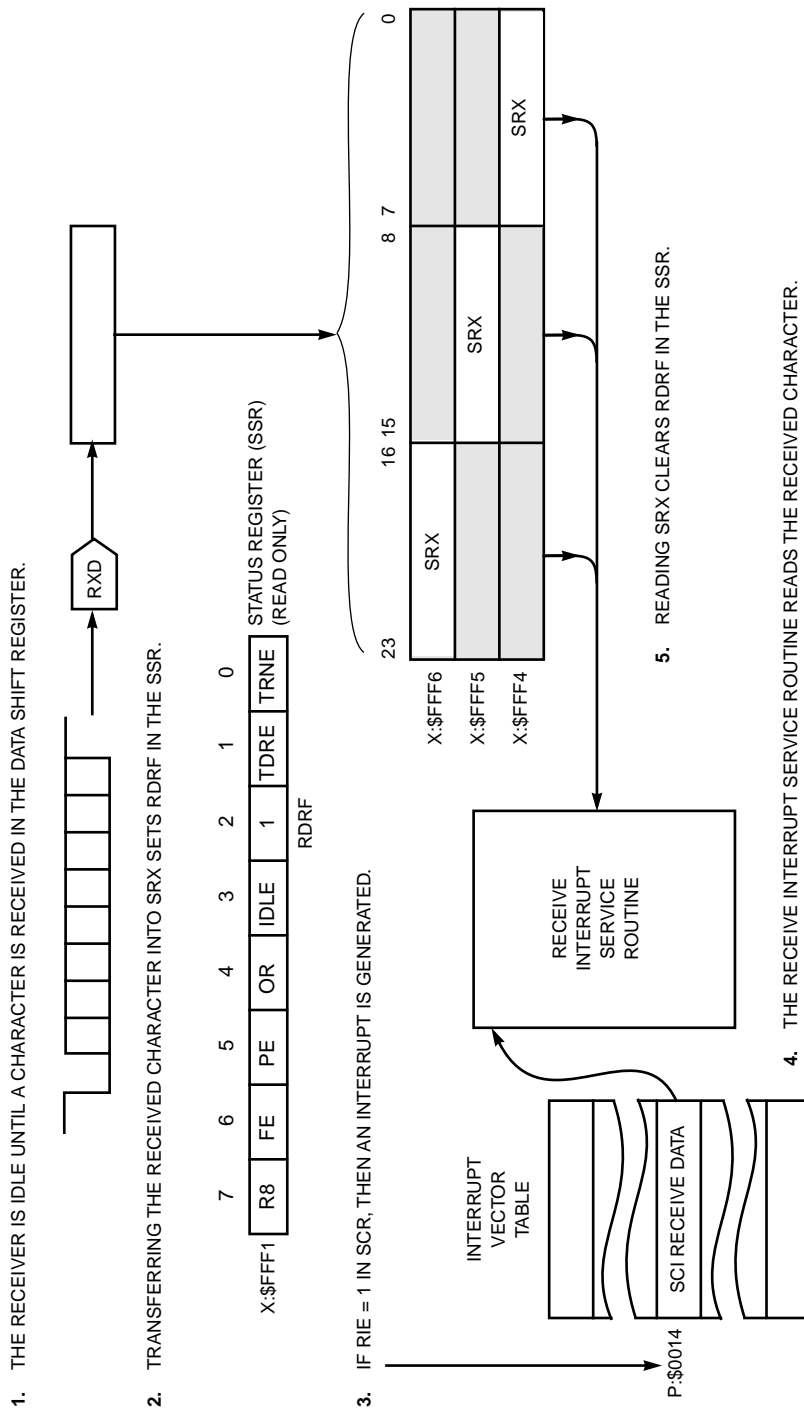 1. THE RECEIVER IS IDLE UNTIL A CHARACTER IS RECEIVED IN THE DATA SHIFT REGISTER.
RXD
2. TRANSFERRING THE RECEIVED CHARACTER INTO SRX SETS RDRF IN THE SSR.
7 6 5 4 3 2 1 0
X:$FFF1 R8 FE PE OR IDLE 1 TDRE TRNE
STATUS REGISTER (SSR)
(READ ONLY)
RDRF
3. IF RIE = 1 IN SCR, THEN AN INTERRUPT IS GENERATED.
23 16 15 8 7 0
X:$FFF6 SRX
X:$FFF5 SRX
X:$FFF4 SRX
INTERRUPT
VECTOR
TABLE
P:$0014 SCI RECEIVE DATA
RECEIVE
INTERRUPT
SERVICE
ROUTINE
5. READING SRX CLEARS RDRF IN THE SSR.
4. THE RECEIVE INTERRUPT SERVICE ROUTINE READS THE RECEIVED CHARACTER.